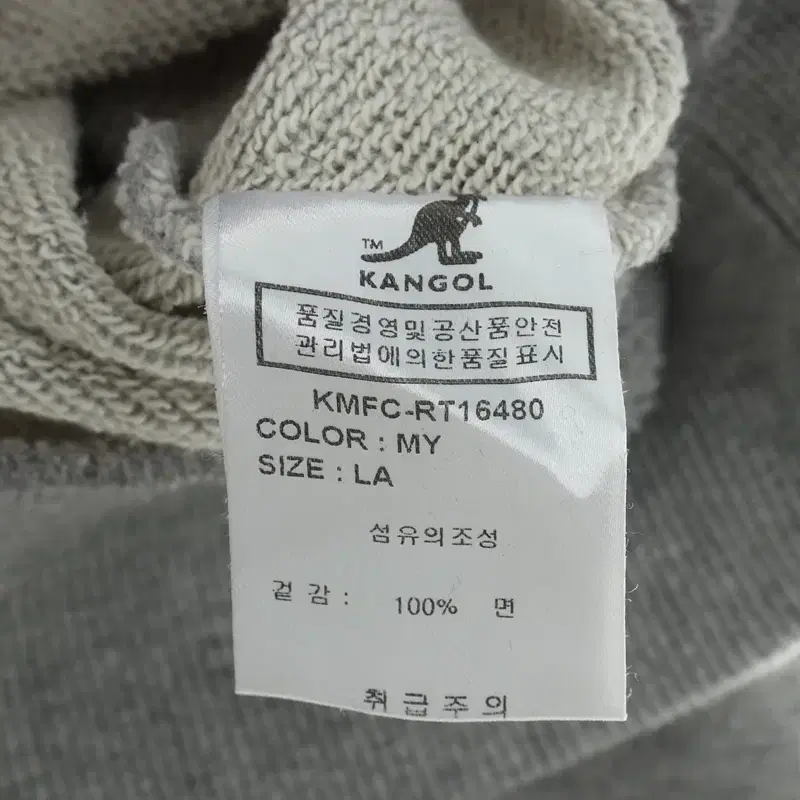 TM
KANGOL
품질경영및공산품안전
관리법에의한품질표시
KMFC-RT16480
COLOR : MY
SIZE : LA
섬유의조성
겉 감 : 100% 면
취급주의